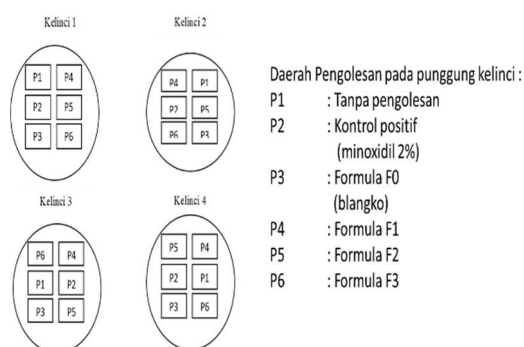 Kelinci 1
P1 P4
P2 P5
P3 P6
Kelinci 2
P4 P1
P2 P5
P6 P3
Kelinci 3
P6 P4
P1 P2
P3 P5
Kelinci 4
P5 P4
P2 P1
P3 P6
Daerah Pengolesan pada punggung kelinci :
P1 : Tanpa pengolesan
P2 : Kontrol positif
(minoxidil 2%)
P3 : Formula F0
(blangko)
P4 : Formula F1
P5 : Formula F2
P6 : Formula F3